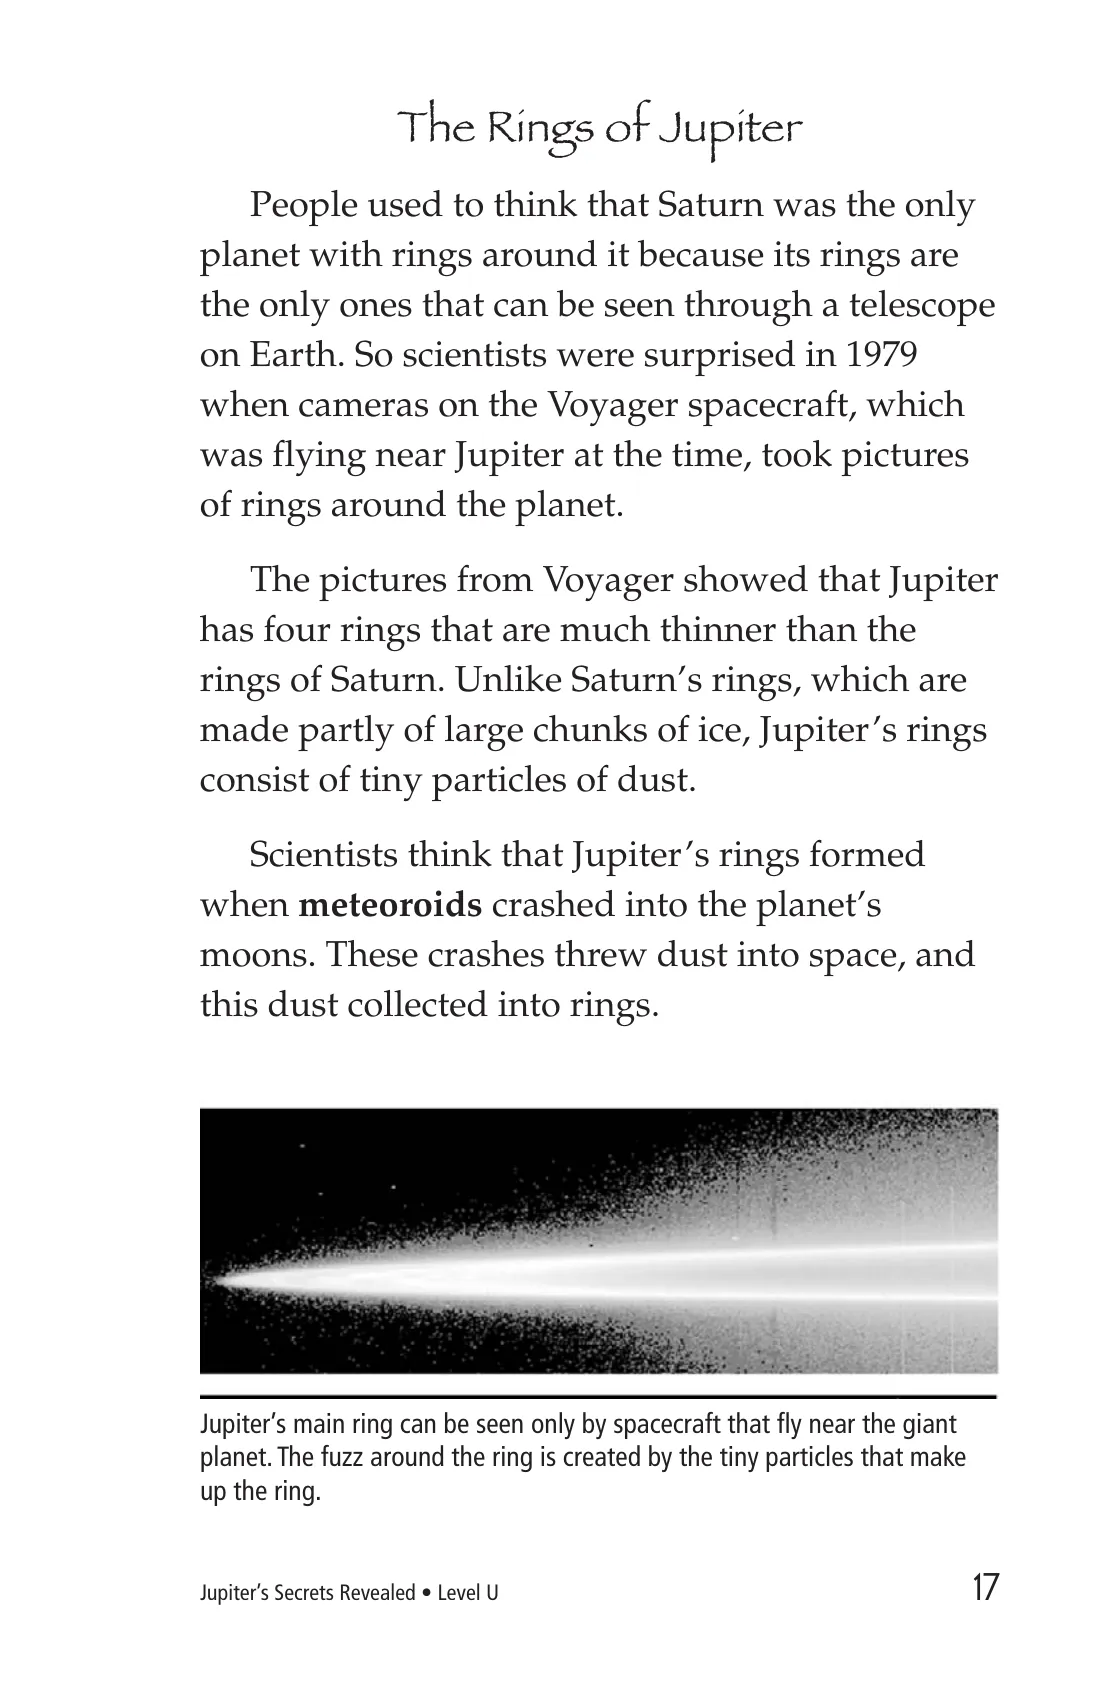 The Rings of Jupiter
People used to think that Saturn was the only
planet with rings around it because its rings are
the only ones that can be seen through a telescope
on Earth. So scientists were surprised in 1979
when cameras on the Voyager spacecraft, which
was flying near Jupiter at the time, took pictures
of rings around the planet.
The pictures from Voyager showed that Jupiter
has four rings that are much thinner than the
rings of Saturn. Unlike Saturn’s rings, which are
made partly of large chunks of ice, Jupiter’s rings
consist of tiny particles of dust.
Scientists think that Jupiter’s rings formed
when meteoroids crashed into the planet’s
moons. These crashes threw dust into space, and
this dust collected into rings.
Jupiter’s main ring can be seen only by spacecraft that fly near the giant
planet. The fuzz around the ring is created by the tiny particles that make
up the ring.
Jupiter’s Secrets Revealed • Level U 17